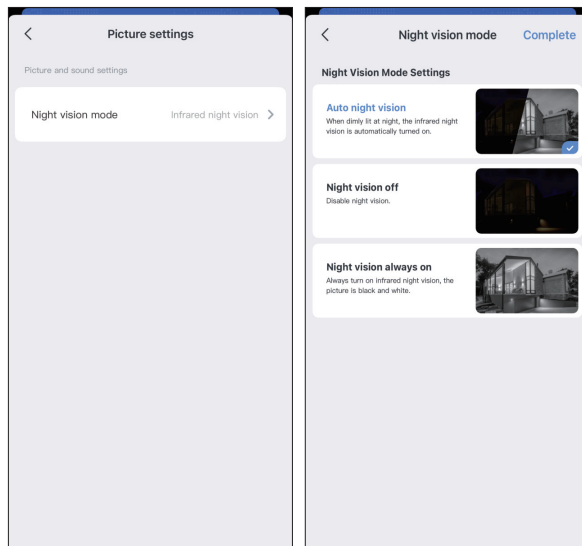 Picture settings
Picture and sound settings
Night vision mode
Infrared night vision
Night vision mode
Complete
Night Vision Mode Settings
Auto night vision
When dimly lit at night, the infrared night
vision is automatically turned on.
Night vision off
Disable night vision.
Night vision always on
Always turn on infrared night vision, the
picture is black and white.